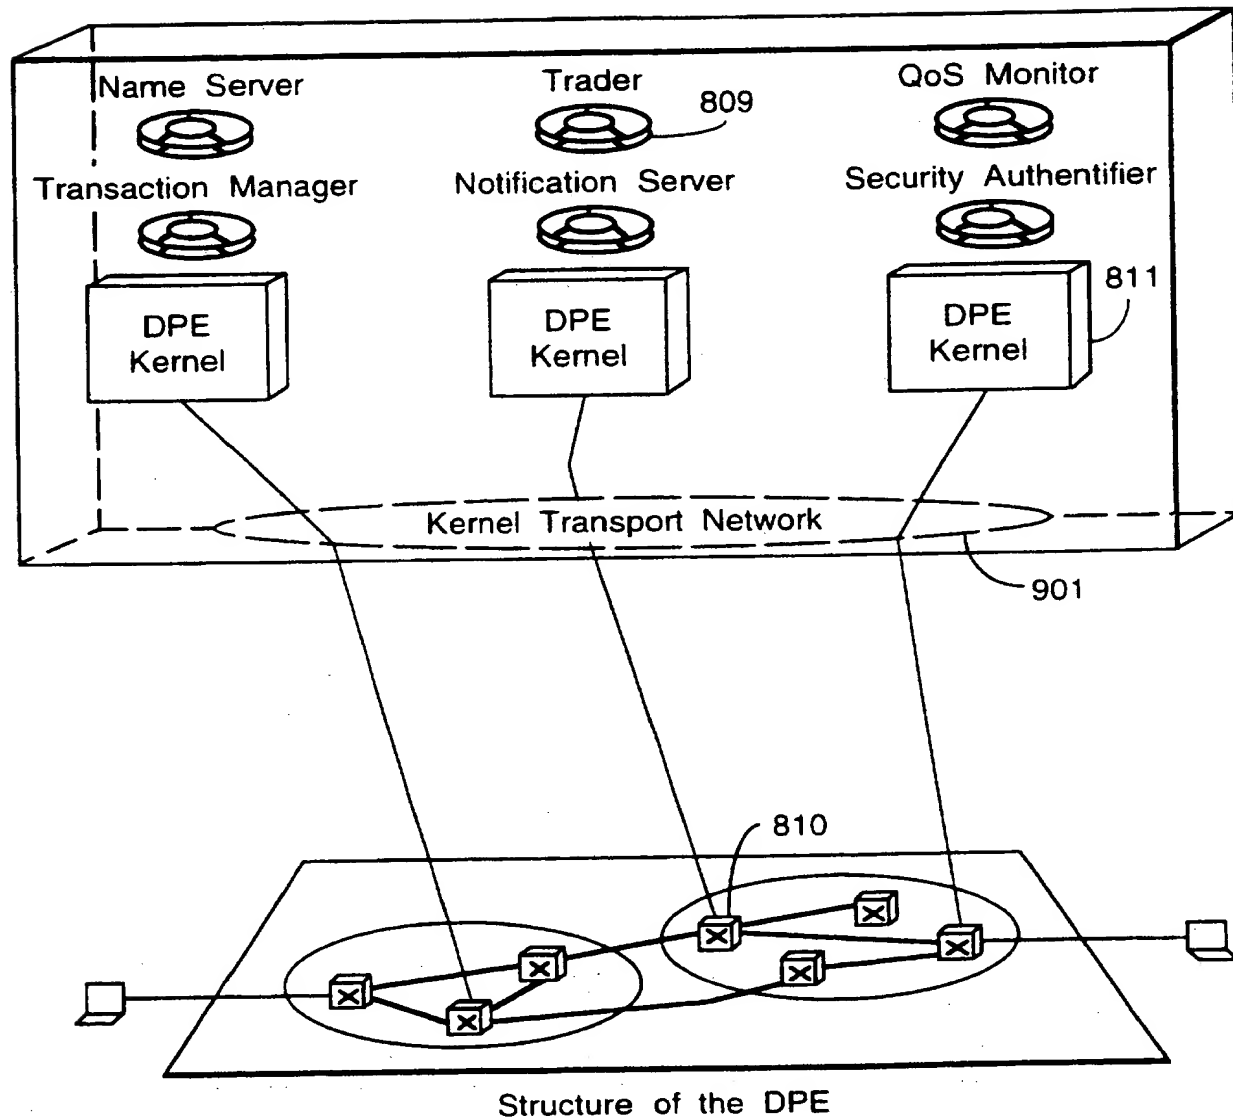 Name Server
Trader
QoS Monitor
809
Transaction Manager
Notification Server
Security Authentifier
811
DPE
Kernel
DPE
Kernel
DPE
Kernel
Kernel Transport Network
901
810
Structure of the DPE